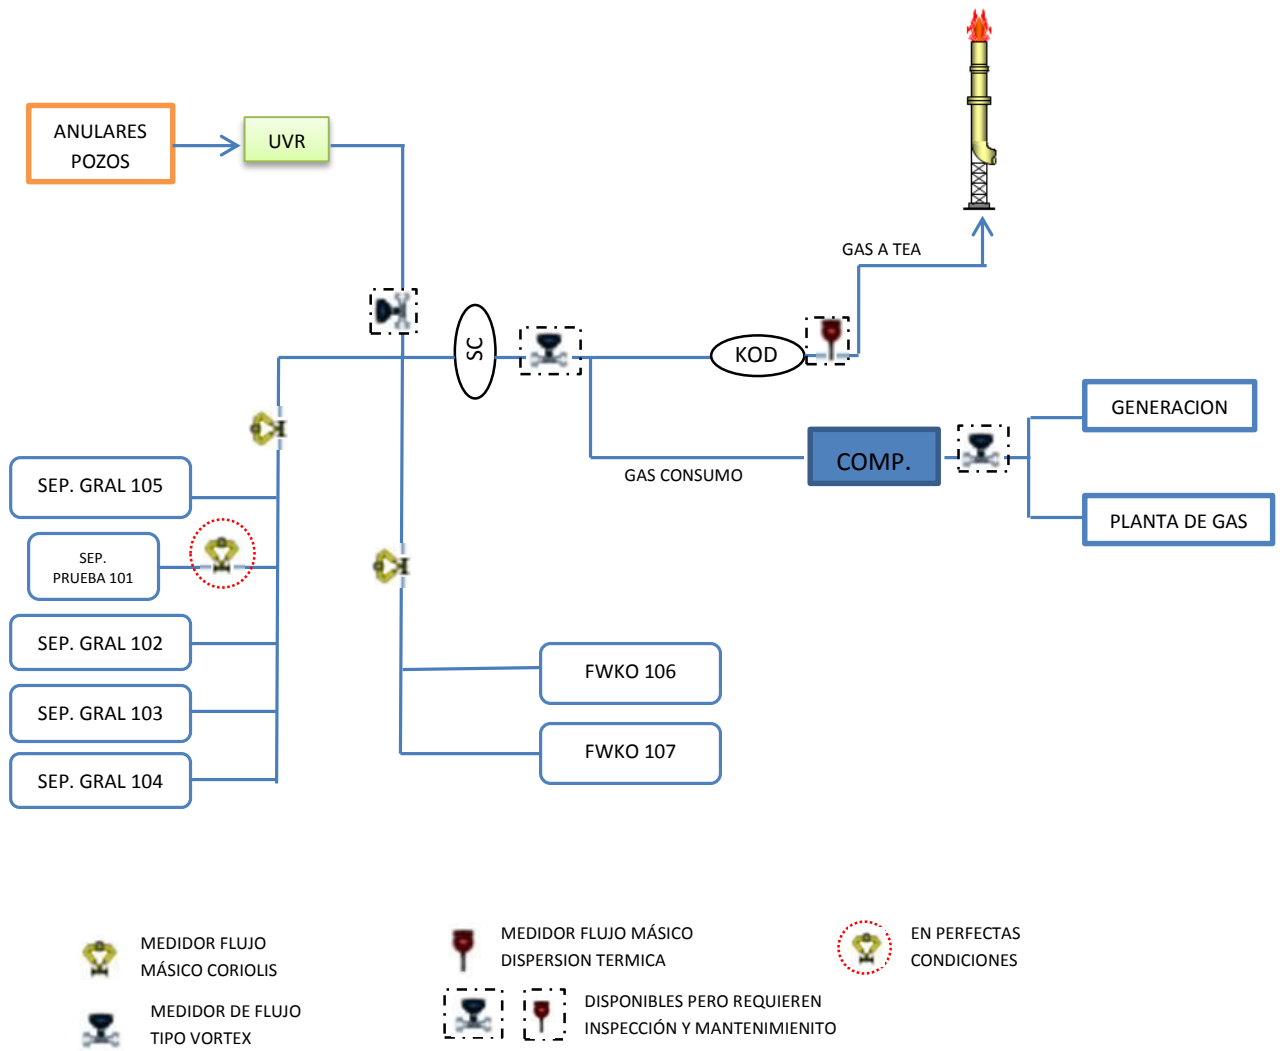 ANULARES
POZOS
UVR
GAS A TEA
SC
KOD
GENERACION
COMP.
GAS CONSUMO
PLANTA DE GAS
SEP. GRAL 105
SEP.
PRUEBA 101
SEP. GRAL 102
SEP. GRAL 103
SEP. GRAL 104
FWKO 106
FWKO 107
MEDIDOR FLUJO
MÁSICO CORIOLIS
MEDIDOR DE FLUJO
TIPO VORTEX
MEDIDOR FLUJO MÁSICO
DISPERSION TERMICA
DISPONIBLES PERO REQUIEREN
INSPECCIÓN Y MANTENIMIENITO
EN PERFECTAS
CONDICIONES